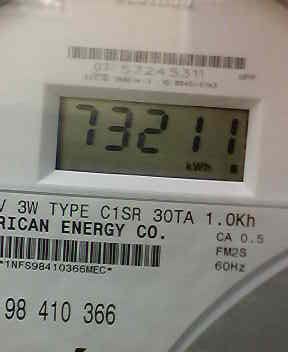 57245311
73211
kWh
V 3W TYPE C1SR 30TA 1.0Kh
RICAN ENERGY CO.
CA 0.5
FM2S
*1NFS98410366MEC*
60Hz
98 410 366